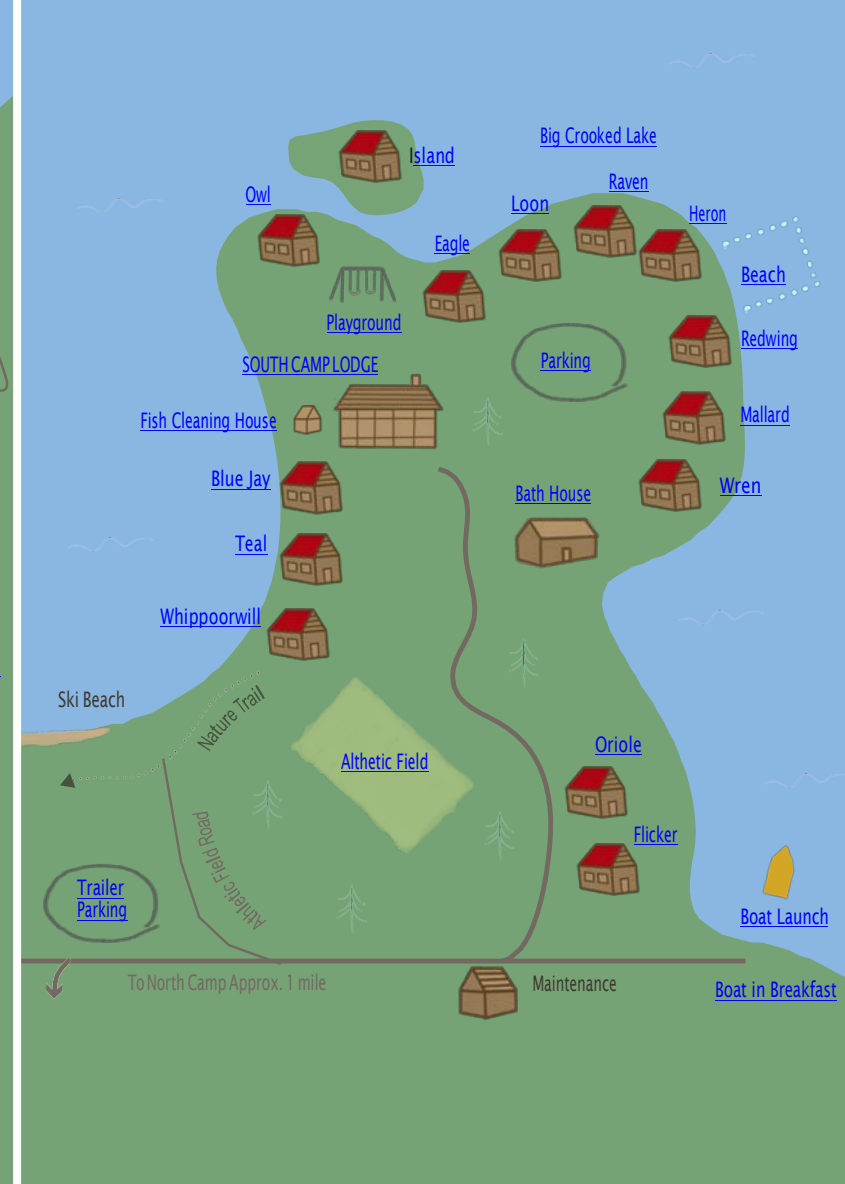 Big Crooked Lake
Island
Raven
Owl
Loon
Heron
Eagle
Beach
Playground
Redwing
Parking
SOUTH CAMP LODGE
Fish Cleaning House
Mallard
Blue Jay
Wren
Bath House
Teal
Whippoorwill
Ski Beach
Nature Trail
Oriole
Althetic Field
Flicker
Athletic Field Road
Trailer
Parking
Boat Launch
To North Camp Approx. 1 mile
Maintenance
Boat in Breakfast